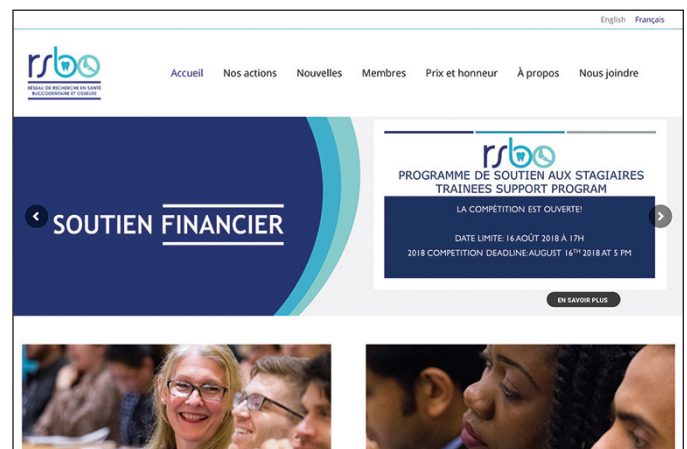 English Français
rsbo
RÉSEAU DE RECHERCHE EN SANTÉ
BUCCODENTAIRE ET OSSEUSE
Accueil Nos actions Nouvelles Membres Prix et honneur À propos Nous joindre
SOUTIEN FINANCIER
rsbo
PROGRAMME DE SOUTIEN AUX STAGIAIRES
TRAINEES SUPPORT PROGRAM
LA COMPÉTITION EST OUVERTE!
DATE LIMITE: 16 AOÛT 2018 À 17H
2018 COMPETITION DEADLINE: AUGUST 16TH 2018 AT 5 PM
EN SAVOIR PLUS